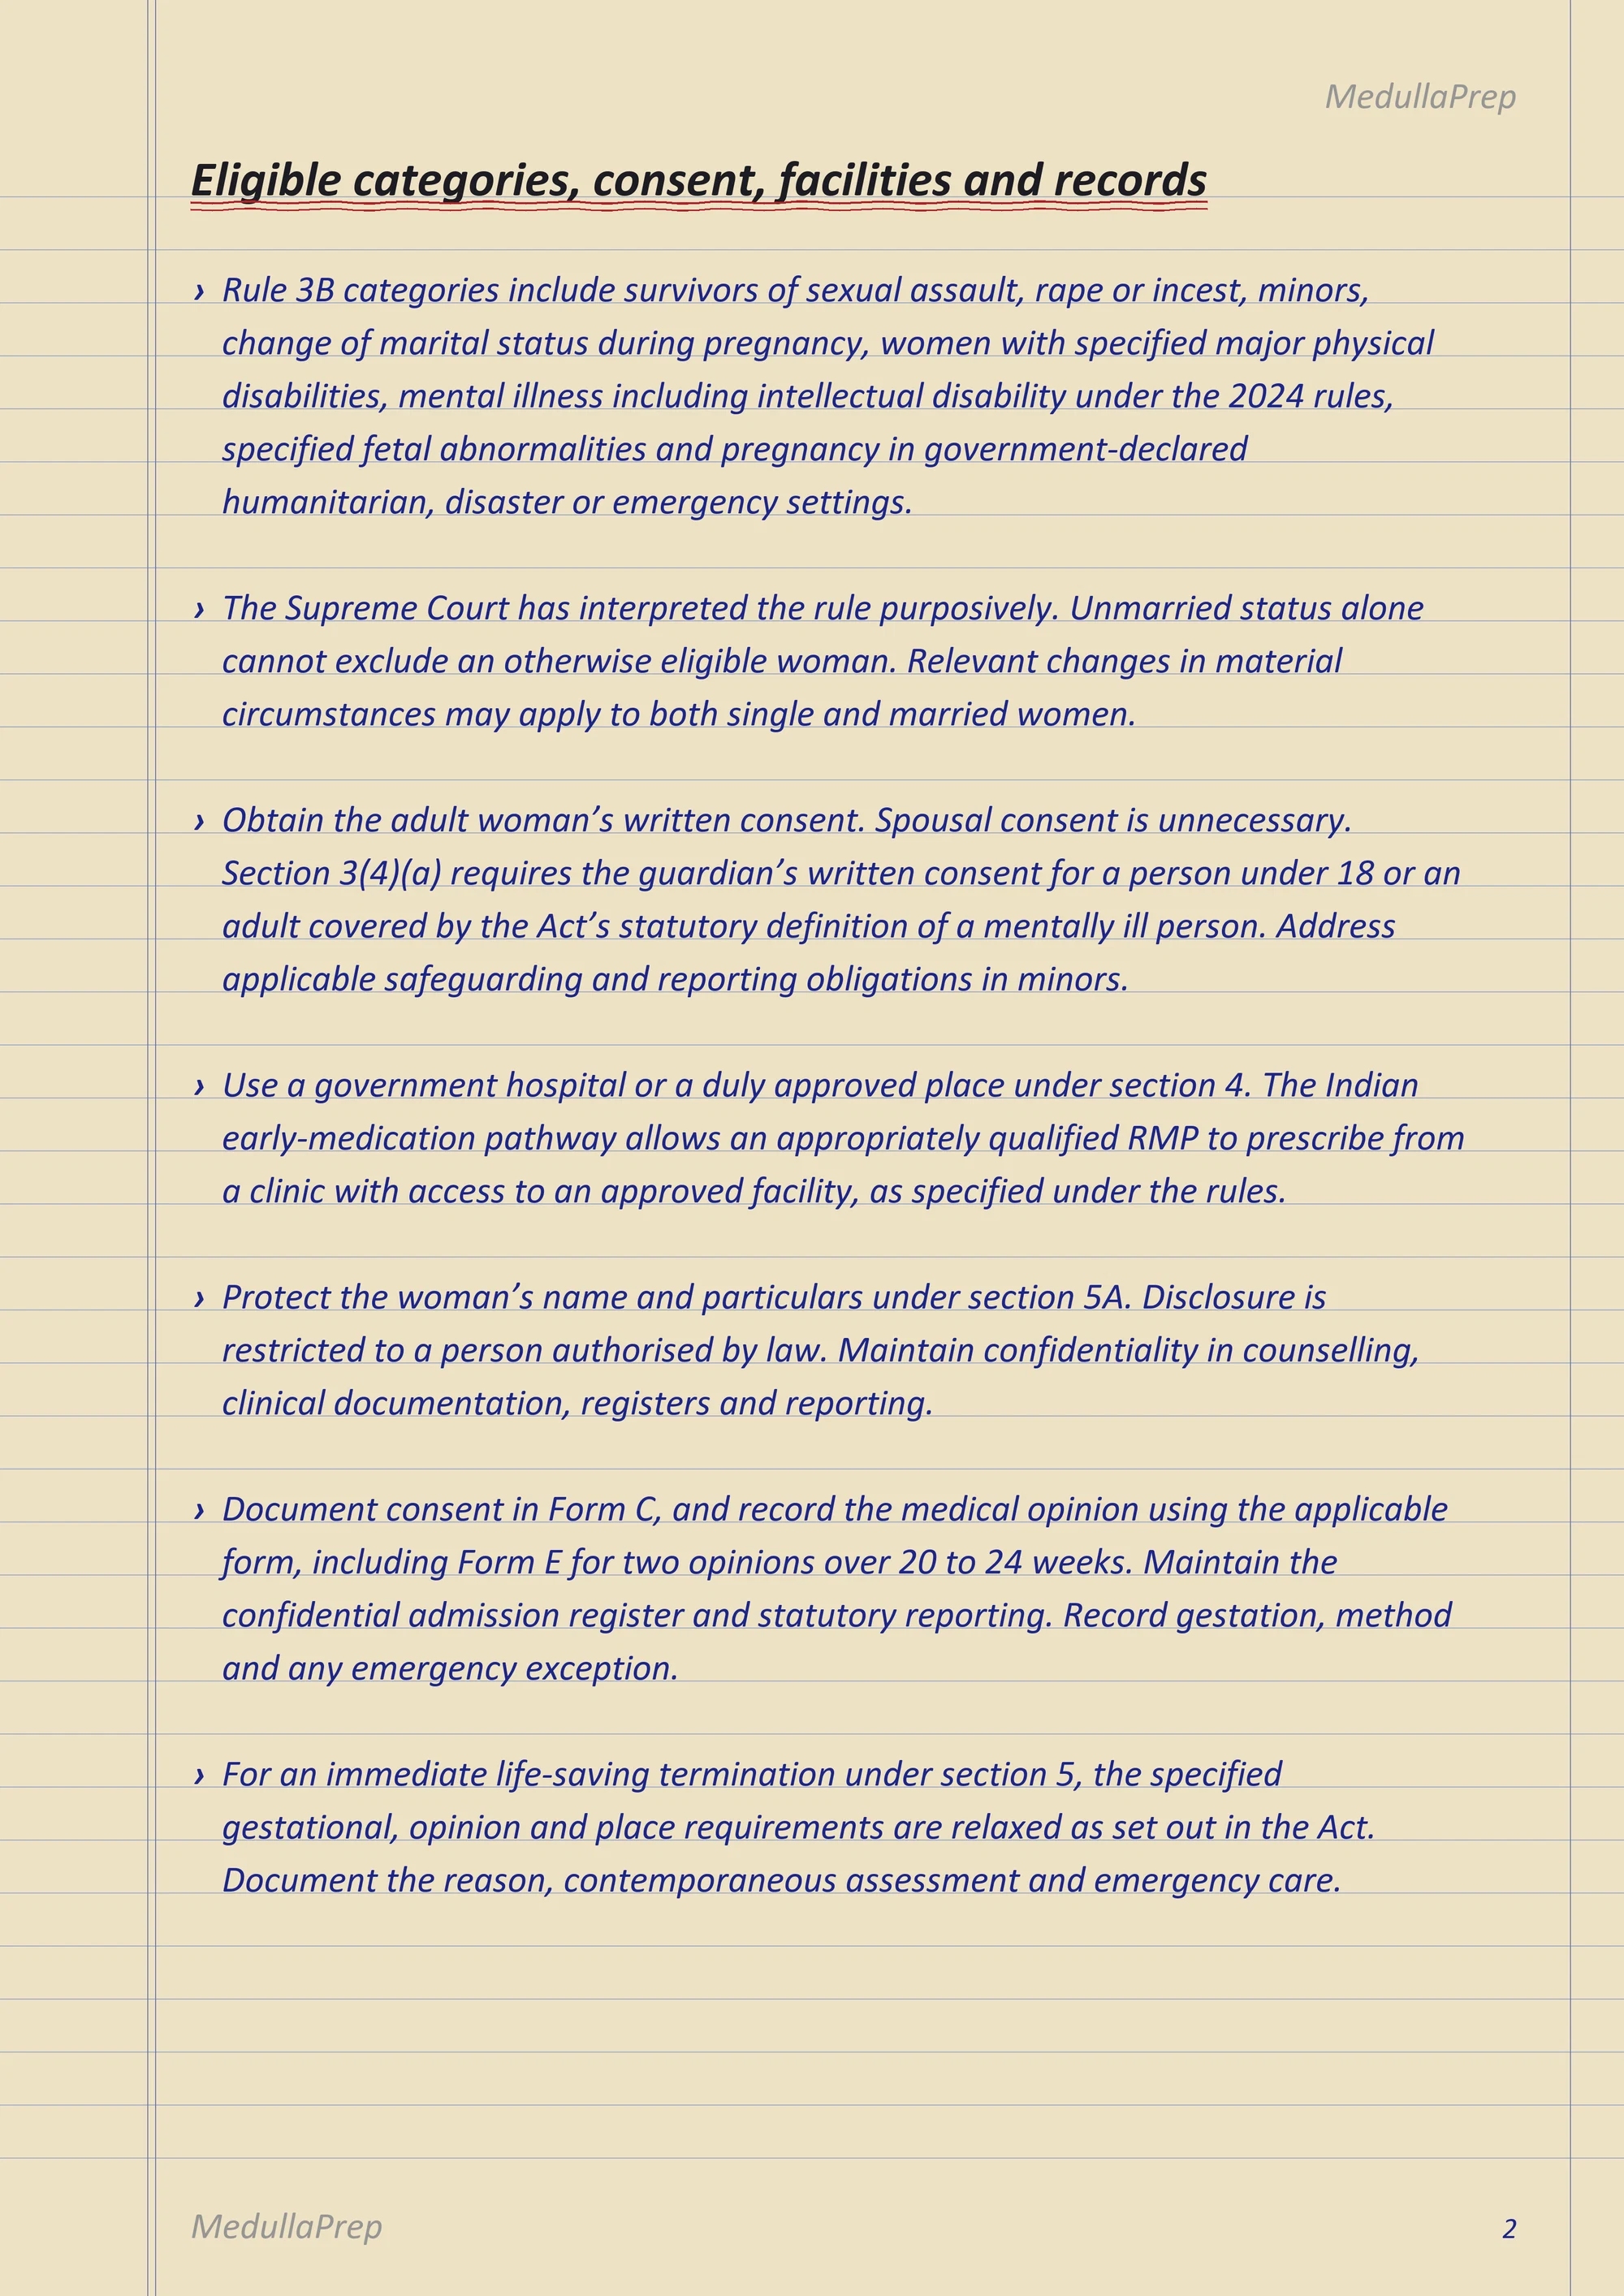 MedullaPrep
Eligible categories, consent, facilities and records
› Rule 3B categories include survivors of sexual assault, rape or incest, minors,
change of marital status during pregnancy, women with specified major physical
disabilities, mental illness including intellectual disability under the 2024 rules,
specified fetal abnormalities and pregnancy in government-declared
humanitarian, disaster or emergency settings.
› The Supreme Court has interpreted the rule purposively. Unmarried status alone
cannot exclude an otherwise eligible woman. Relevant changes in material
circumstances may apply to both single and married women.
› Obtain the adult woman’s written consent. Spousal consent is unnecessary.
Section 3(4)(a) requires the guardian’s written consent for a person under 18 or an
adult covered by the Act’s statutory definition of a mentally ill person. Address
applicable safeguarding and reporting obligations in minors.
› Use a government hospital or a duly approved place under section 4. The Indian
early-medication pathway allows an appropriately qualified RMP to prescribe from
a clinic with access to an approved facility, as specified under the rules.
› Protect the woman’s name and particulars under section 5A. Disclosure is
restricted to a person authorised by law. Maintain confidentiality in counselling,
clinical documentation, registers and reporting.
› Document consent in Form C, and record the medical opinion using the applicable
form, including Form E for two opinions over 20 to 24 weeks. Maintain the
confidential admission register and statutory reporting. Record gestation, method
and any emergency exception.
› For an immediate life-saving termination under section 5, the specified
gestational, opinion and place requirements are relaxed as set out in the Act.
Document the reason, contemporaneous assessment and emergency care.
MedullaPrep
2